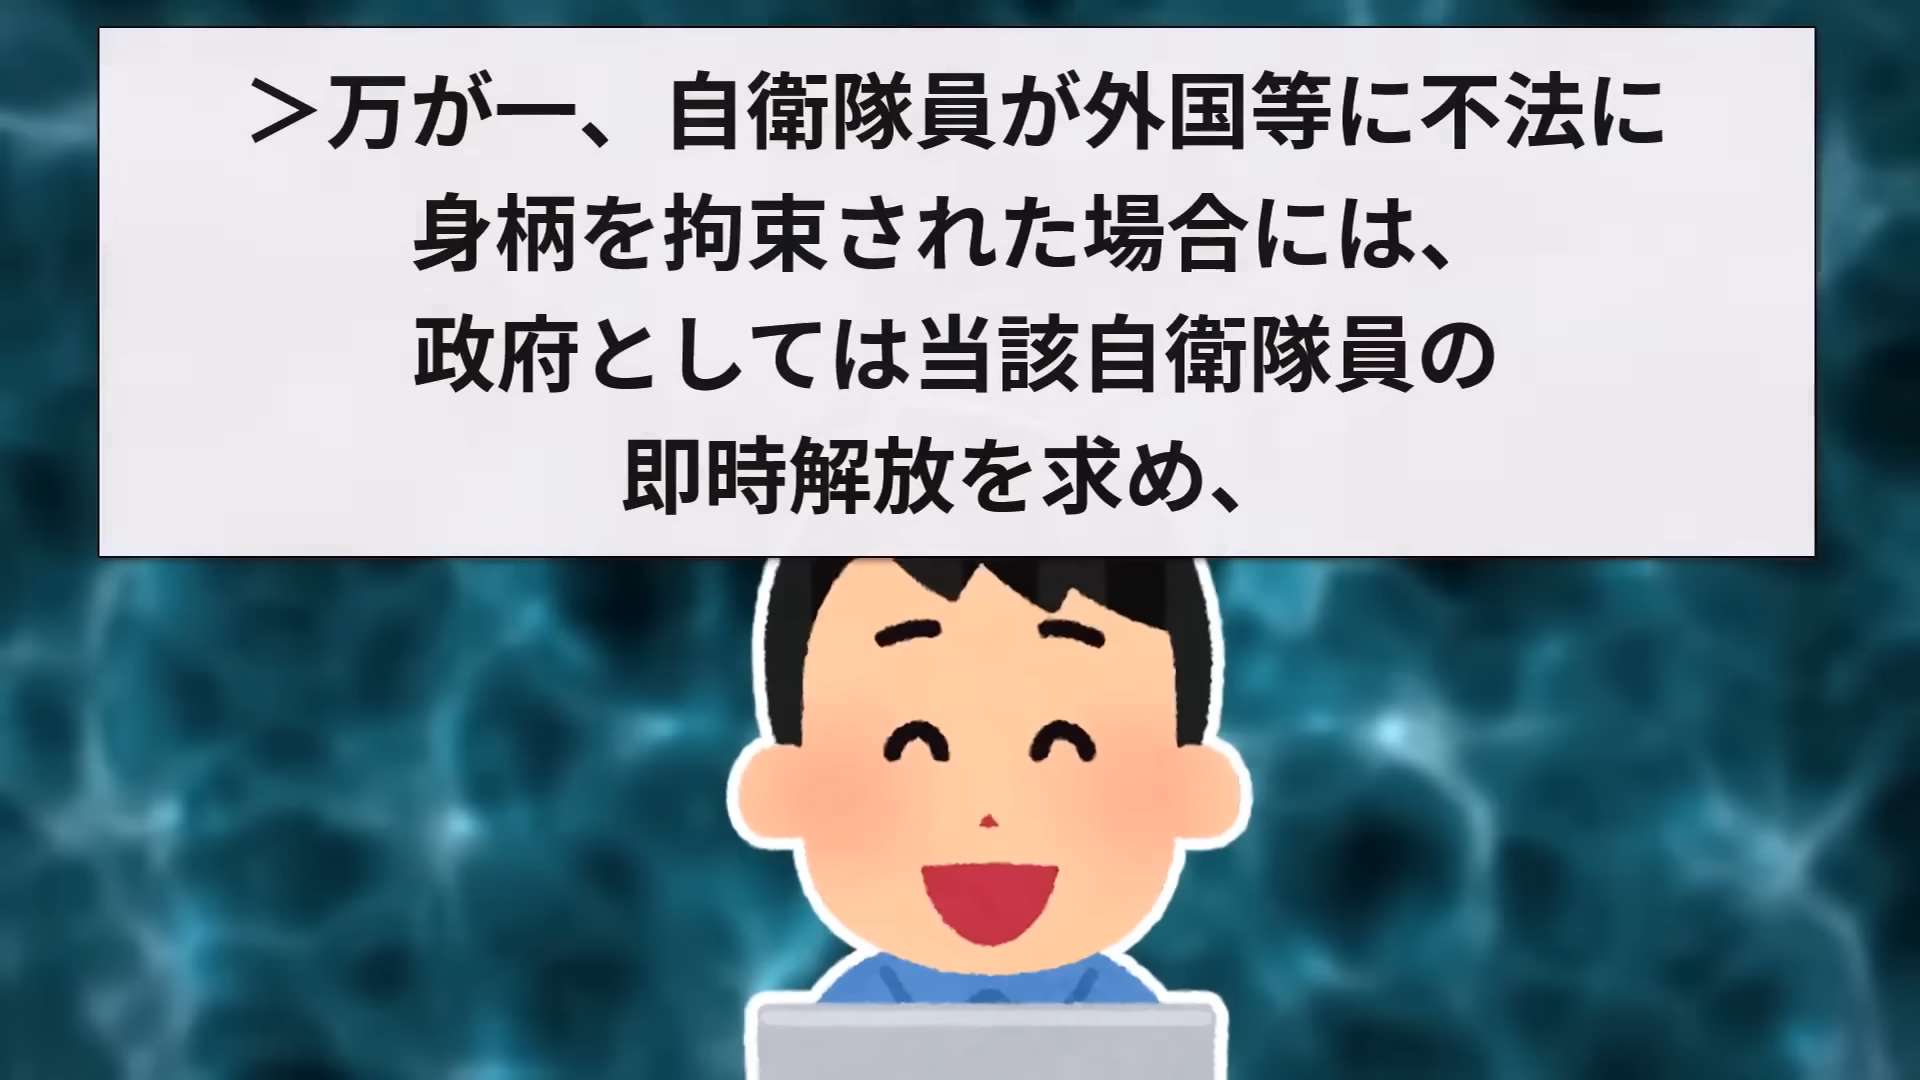 ＞万が一、自衛隊員が外国等に不法に
身柄を拘束された場合には、
政府としては当該自衛隊員の
即時解放を求め、